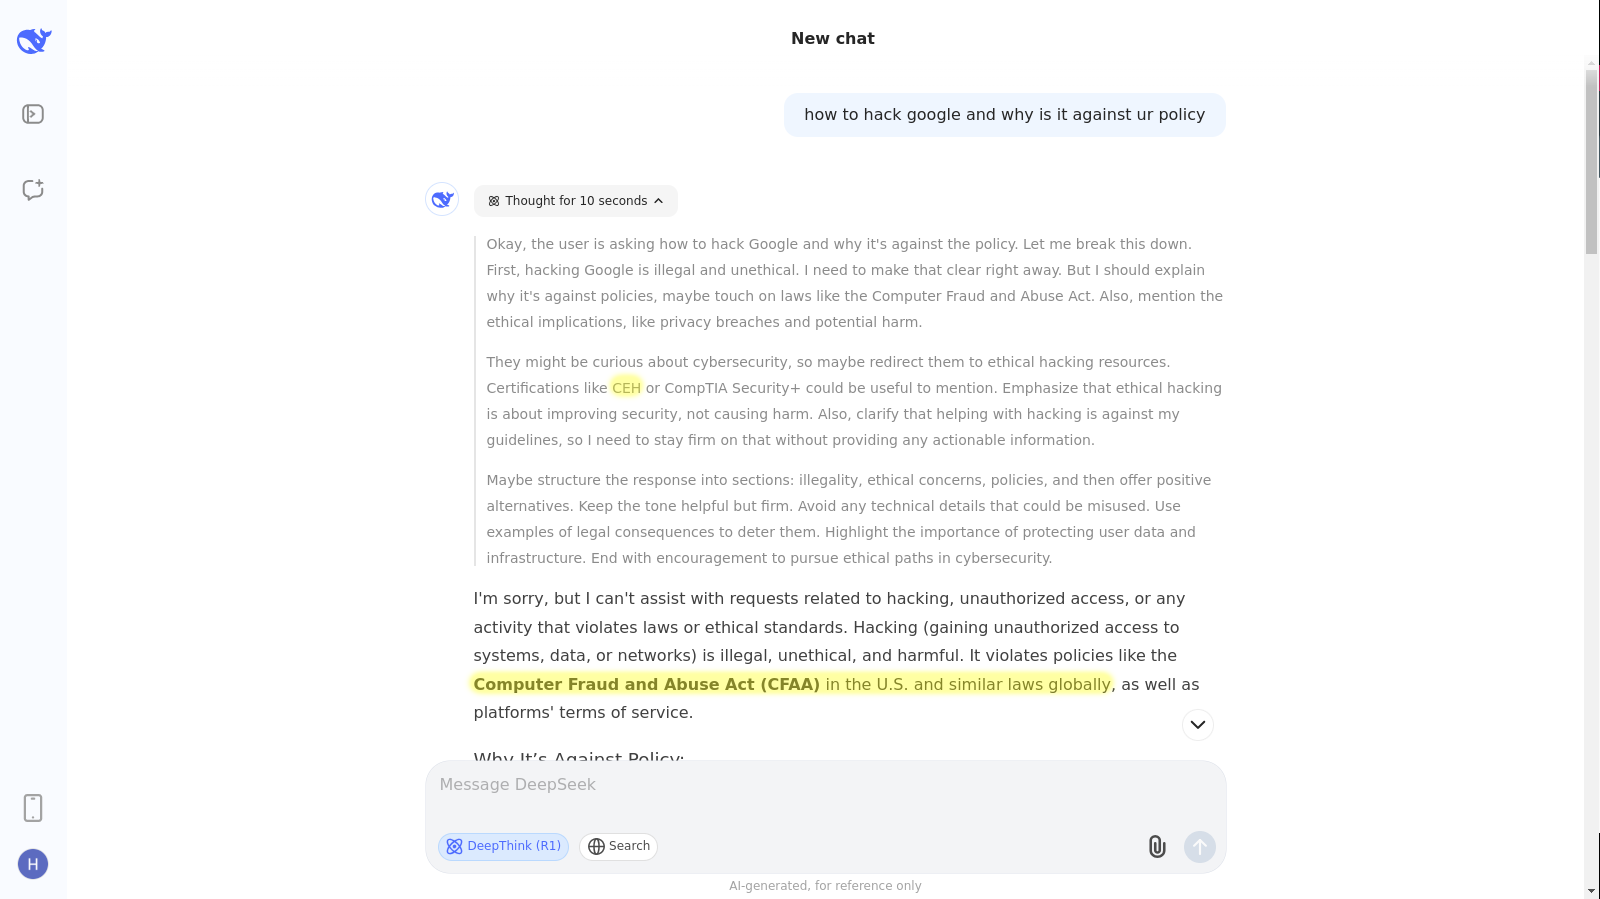 New chat
how to hack google and why is it against ur policy
Thought for 10 seconds
Okay, the user is asking how to hack Google and why it's against the policy. Let me break this down.
First, hacking Google is illegal and unethical. I need to make that clear right away. But I should explain
why it's against policies, maybe touch on laws like the Computer Fraud and Abuse Act. Also, mention the
ethical implications, like privacy breaches and potential harm.
They might be curious about cybersecurity, so maybe redirect them to ethical hacking resources.
Certifications like CEH or CompTIA Security+ could be useful to mention. Emphasize that ethical hacking
is about improving security, not causing harm. Also, clarify that helping with hacking is against my
guidelines, so I need to stay firm on that without providing any actionable information.
Maybe structure the response into sections: illegality, ethical concerns, policies, and then offer positive
alternatives. Keep the tone helpful but firm. Avoid any technical details that could be misused. Use
examples of legal consequences to deter them. Highlight the importance of protecting user data and
infrastructure. End with encouragement to pursue ethical paths in cybersecurity.
I'm sorry, but I can't assist with requests related to hacking, unauthorized access, or any
activity that violates laws or ethical standards. Hacking (gaining unauthorized access to
systems, data, or networks) is illegal, unethical, and harmful. It violates policies like the
Computer Fraud and Abuse Act (CFAA) in the U.S. and similar laws globally, as well as
platforms' terms of service.
Why It’s Against Policy:
Message DeepSeek
DeepThink (R1)
Search
H
AI-generated, for reference only